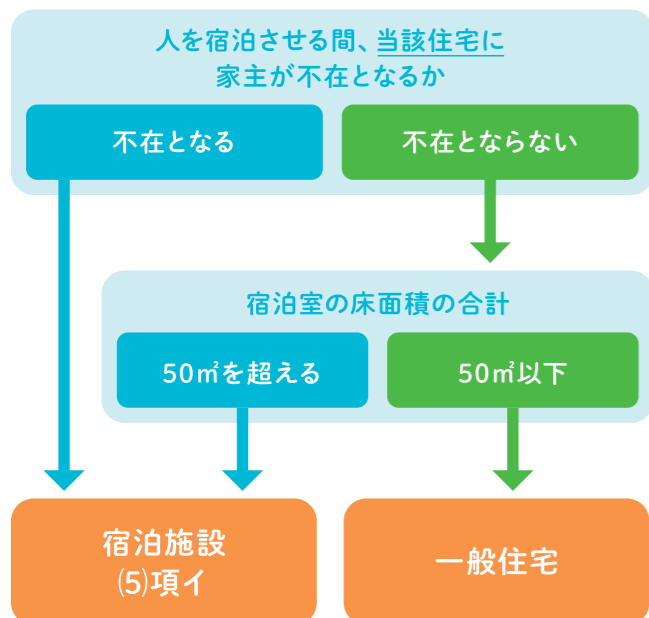 人を宿泊させる間、当該住宅に
家主が不在となるか
不在となる
不在とならない
宿泊室の床面積の合計
50㎡を超える
50㎡以下
宿泊施設
⑸項イ
一般住宅